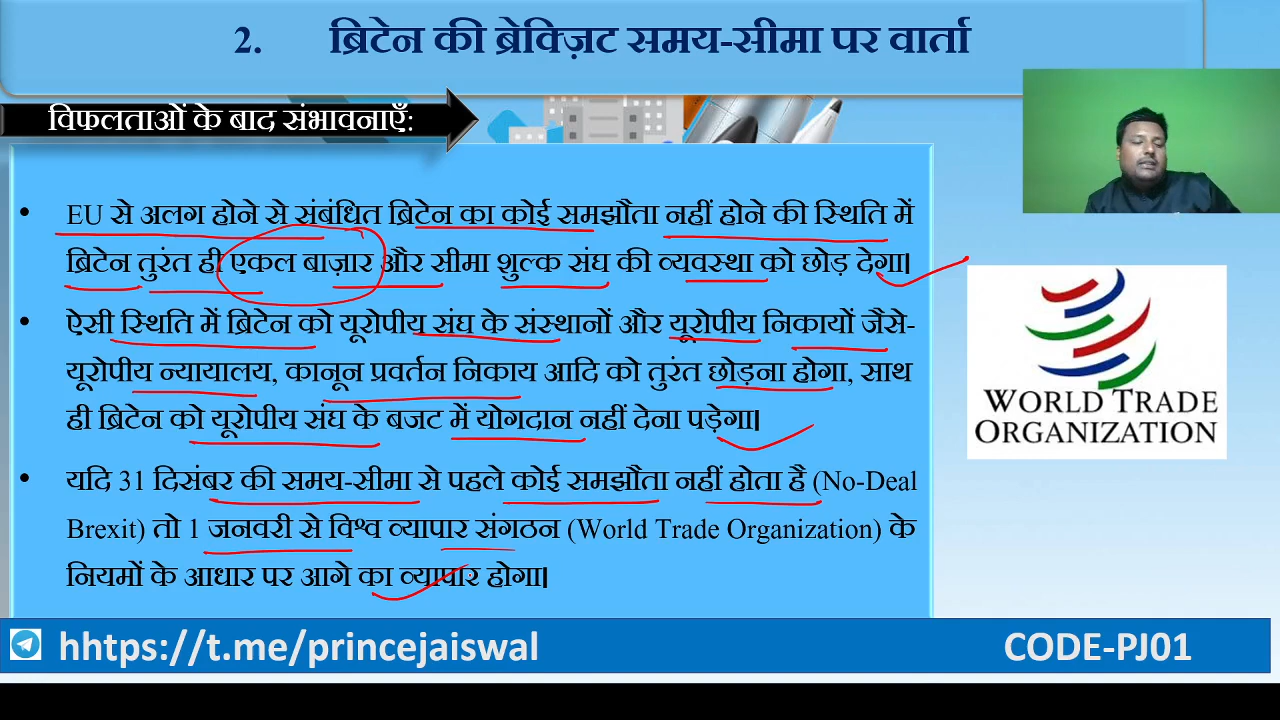 2. ब्रिटेन की ब्रेक्ज़िट समय-सीमा पर वार्ता
विफलताओं के बाद संभावनाएँ:
• EU से अलग होने से संबंधित ब्रिटेन का कोई समझौता नहीं होने की स्थिति में
ब्रिटेन तुरंत ही एकल बाज़ार और सीमा शुल्क संघ की व्यवस्था को छोड़ देगा।
• ऐसी स्थिति में ब्रिटेन को यूरोपीय संघ के संस्थानों और यूरोपीय निकायों जैसे-
यूरोपीय न्यायालय, कानून प्रवर्तन निकाय आदि को तुरंत छोड़ना होगा, साथ
ही ब्रिटेन को यूरोपीय संघ के बजट में योगदान नहीं देना पड़ेगा।
• यदि 31 दिसंबर की समय-सीमा से पहले कोई समझौता नहीं होता है (No-Deal
Brexit) तो 1 जनवरी से विश्व व्यापार संगठन (World Trade Organization) के
नियमों के आधार पर आगे का व्यापार होगा।
WORLD TRADE
ORGANIZATION
hhtps://t.me/princejaiswal
CODE-PJ01